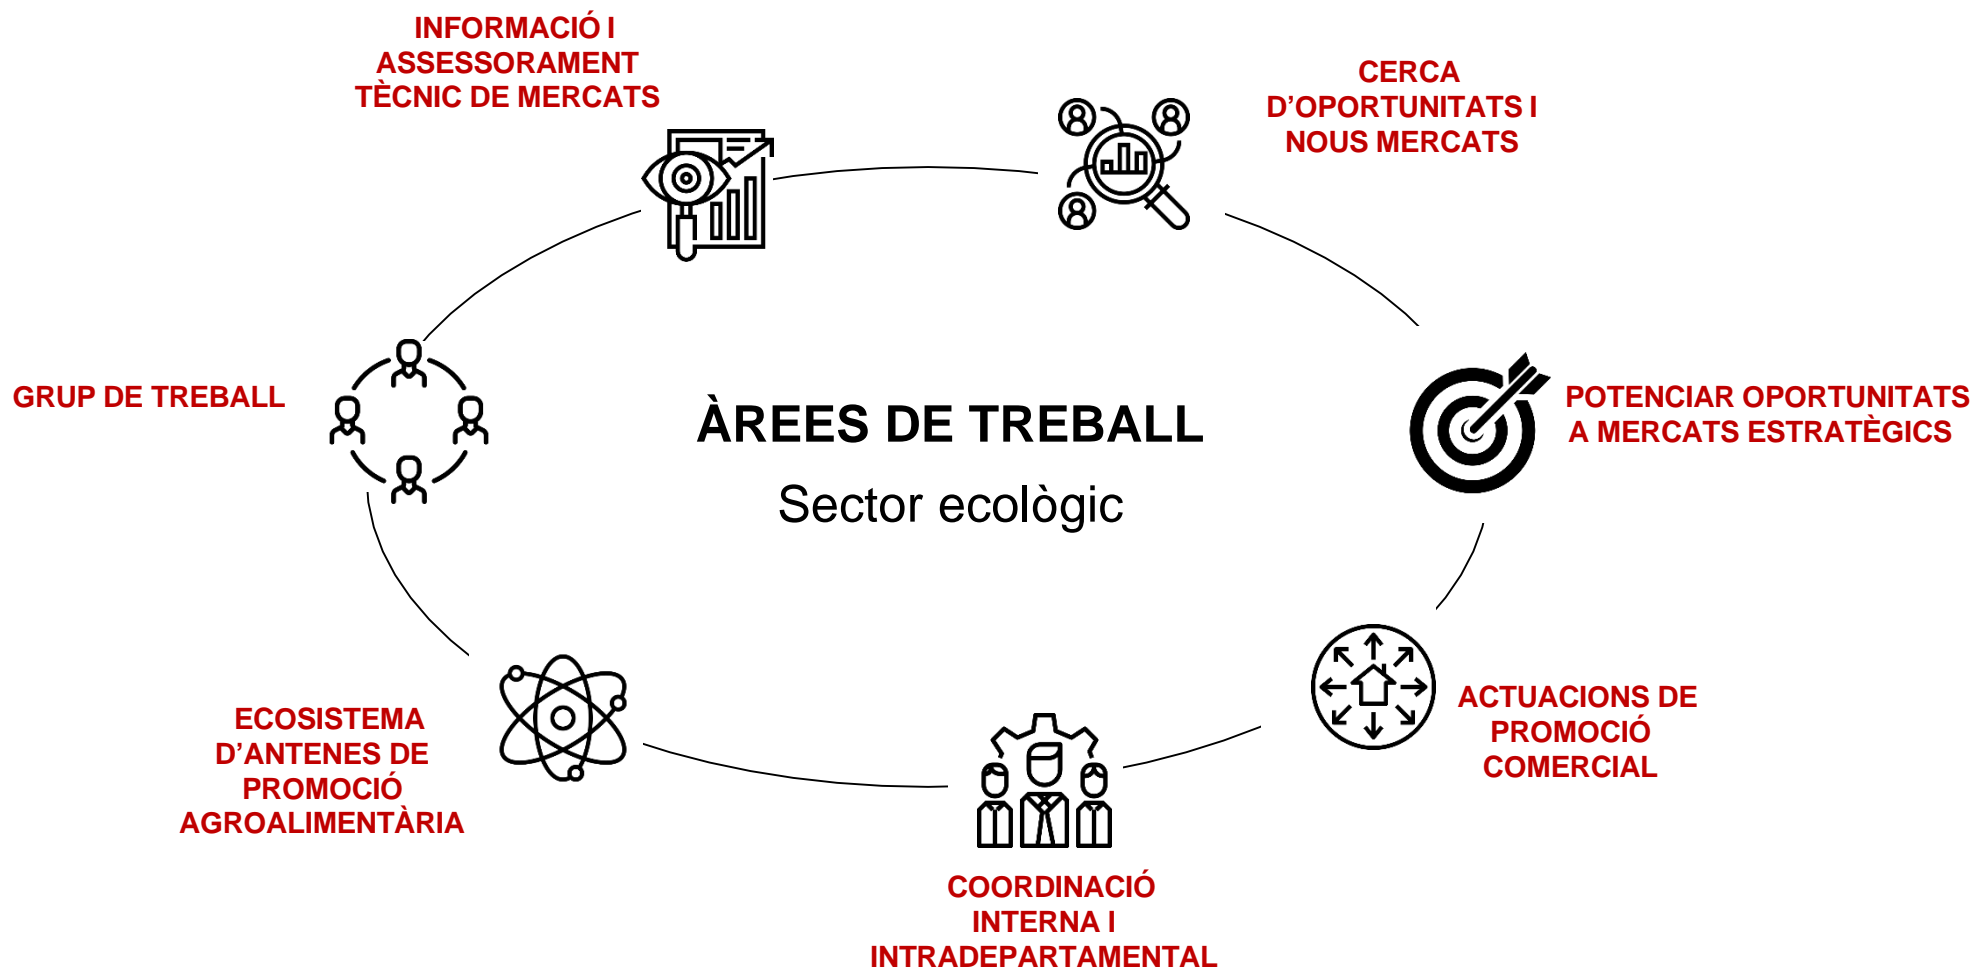 INFORMACIÓ I
ASSESSORAMENT
TÈCNIC DE MERCATS
CERCA
D'OPORTUNITATS I
NOUS MERCATS
GRUP DE TREBALL
ÀREES DE TREBALL
Sector ecològic
POTENCIAR OPORTUNITATS
A MERCATS ESTRATÈGICS
ECOSISTEMA
D'ANTENES DE
PROMOCIÓ
AGROALIMENTÀRIA
ACTUACIONS DE
PROMOCIÓ
COMERCIAL
COORDINACIÓ
INTERNA I
INTRADEPARTAMENTAL